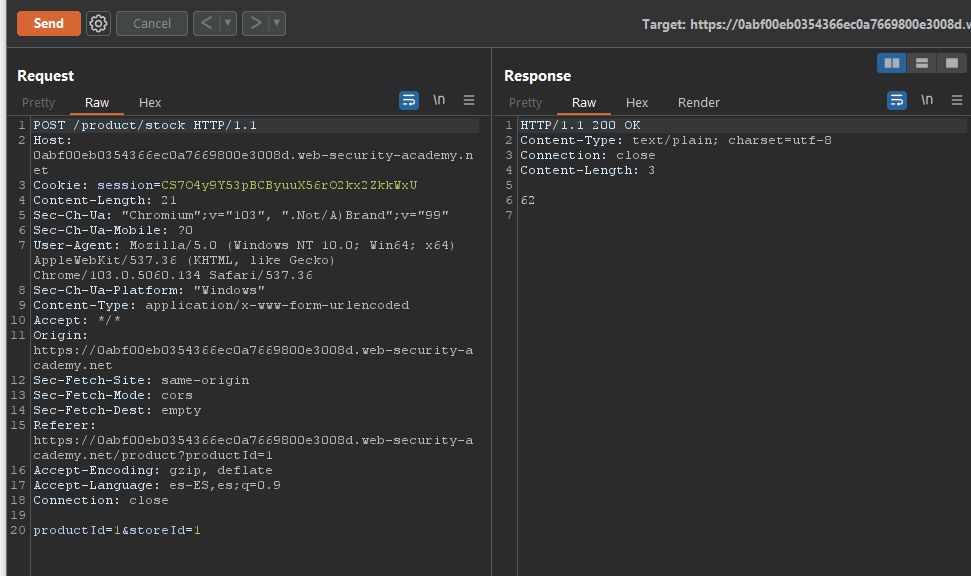 Send Cancel < > Target: https://0abf00eb0354366ec0a7669800e3008d.w
Request
Pretty Raw Hex \n
1 POST /product/stock HTTP/1.1
2 Host:
0abf00eb0354366ec0a7669800e3008d.web-security-academy.n
et
3 Cookie: session=CS7O4y9Y53pBCByuuX56rO2kx2ZkkWxU
4 Content-Length: 21
5 Sec-Ch-Ua: "Chromium";v="103", ".Not/A)Brand";v="99"
6 Sec-Ch-Ua-Mobile: ?0
7 User-Agent: Mozilla/5.0 (Windows NT 10.0; Win64; x64)
AppleWebKit/537.36 (KHTML, like Gecko)
Chrome/103.0.5060.134 Safari/537.36
8 Sec-Ch-Ua-Platform: "Windows"
9 Content-Type: application/x-www-form-urlencoded
10 Accept: */*
11 Origin:
https://0abf00eb0354366ec0a7669800e3008d.web-security-a
cademy.net
12 Sec-Fetch-Site: same-origin
13 Sec-Fetch-Mode: cors
14 Sec-Fetch-Dest: empty
15 Referer:
https://0abf00eb0354366ec0a7669800e3008d.web-security-a
cademy.net/product?productId=1
16 Accept-Encoding: gzip, deflate
17 Accept-Language: es-ES,es;q=0.9
18 Connection: close
19
20 productId=1&storeId=1
Response
Pretty Raw Hex Render \n
1 HTTP/1.1 200 OK
2 Content-Type: text/plain; charset=utf-8
3 Connection: close
4 Content-Length: 3
5
6 62
7